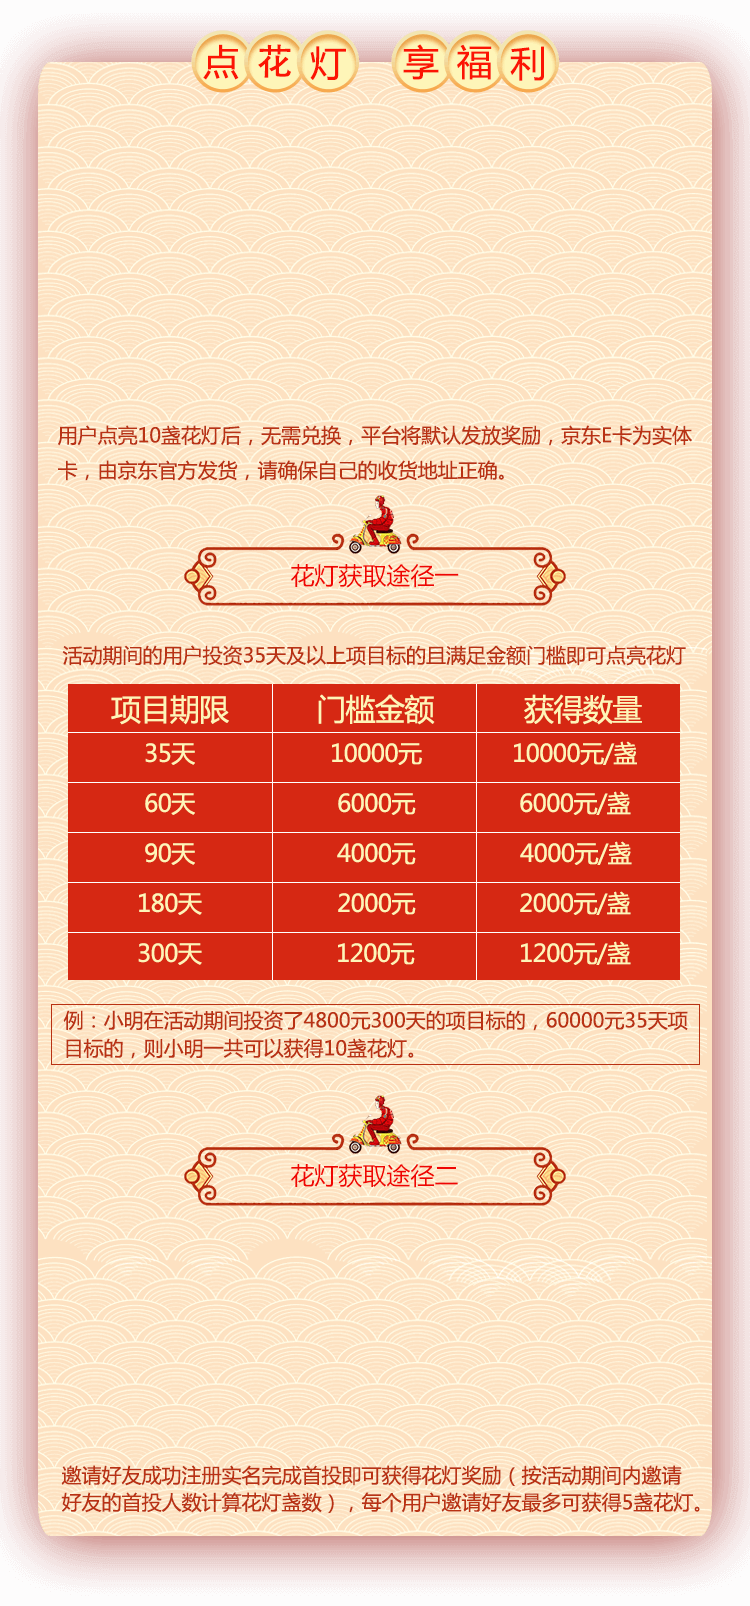 点花灯 享福利
用户点亮10盏花灯后，无需兑换，平台将默认发放奖励，京东E卡为实体
卡，由京东官方发货，请确保自己的收货地址正确。
花灯获取途径一
活动期间的用户投资35天及以上项目标的且满足金额门槛即可点亮花灯
项目期限 门槛金额 获得数量
35天 10000元 10000元/盏
60天 6000元 6000元/盏
90天 4000元 4000元/盏
180天 2000元 2000元/盏
300天 1200元 1200元/盏
例：小明在活动期间投资了4800元300天的项目标的，60000元35天项
目标的，则小明一共可以获得10盏花灯。
花灯获取途径二
邀请好友成功注册实名完成首投即可获得花灯奖励（按活动期间内邀请
好友的首投人数计算花灯盏数），每个用户邀请好友最多可获得5盏花灯。